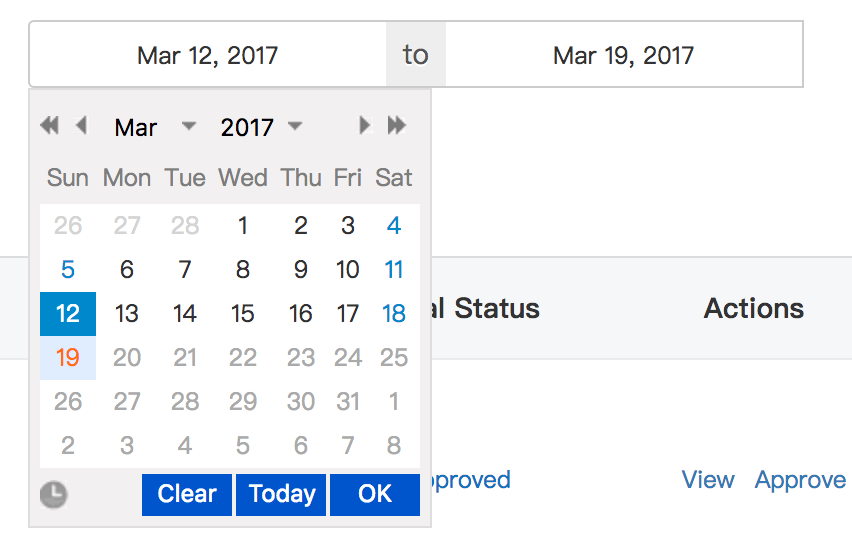 Mar 12, 2017 to Mar 19, 2017
Mar 2017
Sun Mon Tue Wed Thu Fri Sat
26 27 28 1 2 3 4
5 6 7 8 9 10 11
12 13 14 15 16 17 18
19 20 21 22 23 24 25
26 27 28 29 30 31 1
2 3 4 5 6 7 8
Clear Today OK
Status Actions
View Approve